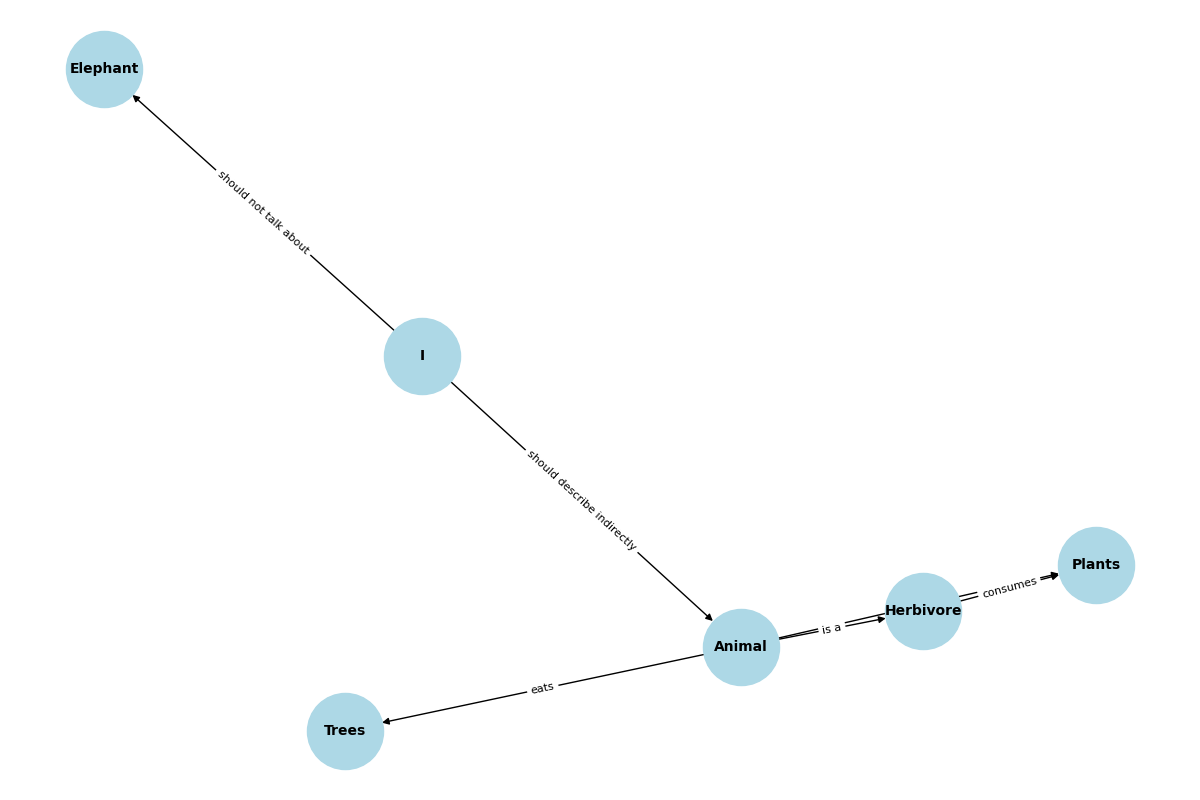 Elephant
should not talk about
I
should describe indirectly
Plants
consumes
Herbivore
is a
Animal
eats
Trees